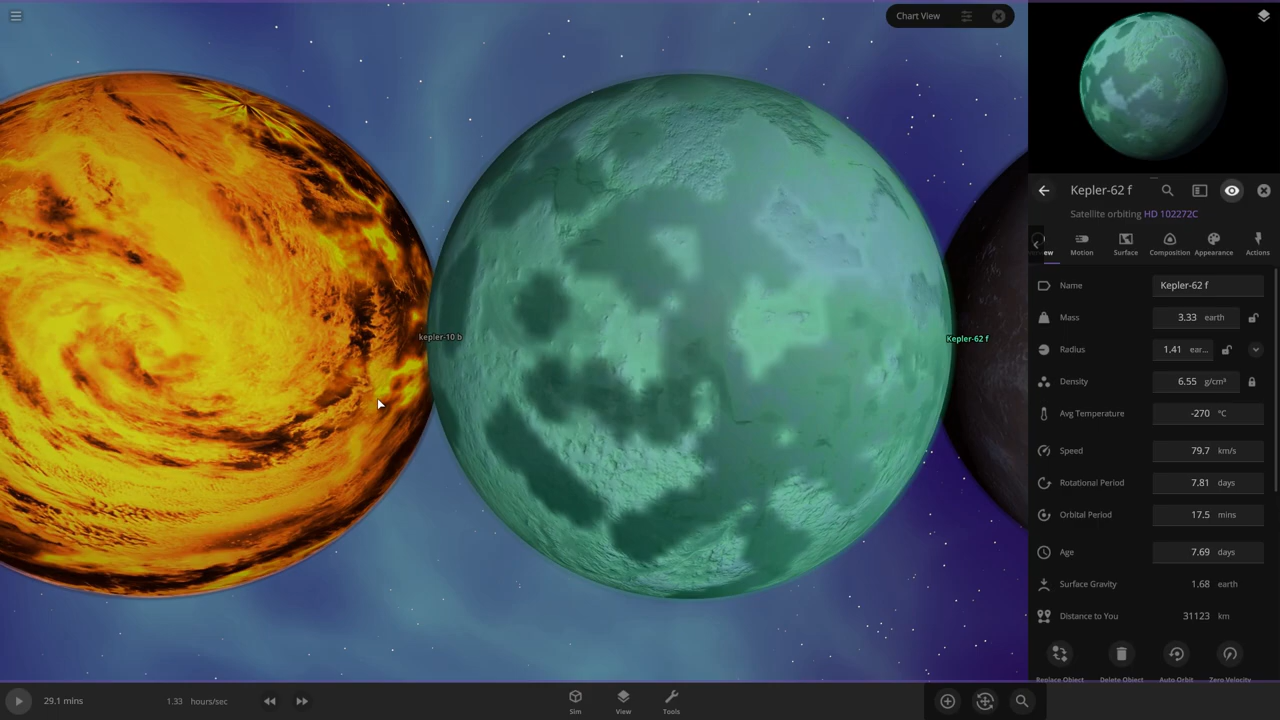 Chart View
kepler-10 b
Kepler-62 f
Kepler-62 f
Satellite orbiting HD 102272C
ew
Motion
Surface
Composition
Appearance
Actions
Name Kepler-62 f
Mass 3.33 earth
Radius 1.41 ear...
Density 6.55 g/cm³
Avg Temperature -270 °C
Speed 79.7 km/s
Rotational Period 7.81 days
Orbital Period 17.5 mins
Age 7.69 days
Surface Gravity 1.68 earth
Distance to You 31123 km
Replace Object
Delete Object
Auto Orbit
Zero Velocity
29.1 mins
1.33 hours/sec
Sim
View
Tools